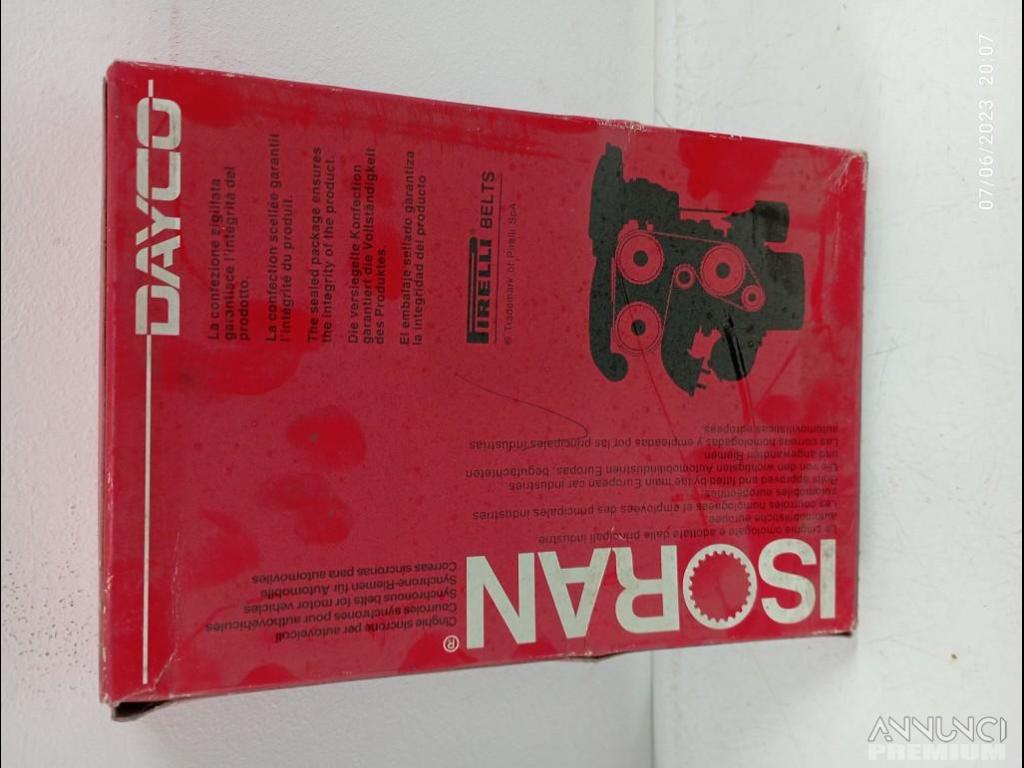 DAYCO
La confezione sigillata
garantisce l'integrità del
prodotto.
La confection scellée garantit
l'intégrité du produit.
The sealed package ensures
the integrity of the product.
Die versiegelte Konfection
garantiert die Vollständigkeit
des Produktes.
El embalaje sellado garantiza
la integridad del producto
PIRELLI BELTS
® Trademark of Pirelli SpA
ISORAN®
Cinghie sincrone per autoveicoli
Courroies synchrones pour autovéhicules
Synchronous belts for motor vehicles
Synchrone-Riemen für Automobile
Correas sincronas para automóviles
Le cinghie omologate e adottate dalle principali industrie
automobilistiche europee
Les courroies homologuées et employées des principales industries
automobiles européennes
Belts approved and fitted by the main European car industries
Die von den wichtigsten Automobilindustrien Europas, begutachteten
und angewandten Riemen
Las correas homologadas y empleadas por las principales industrias
automovilísticas europeas
07/06/2023 20:07
ANNUNCI
PREMIUM